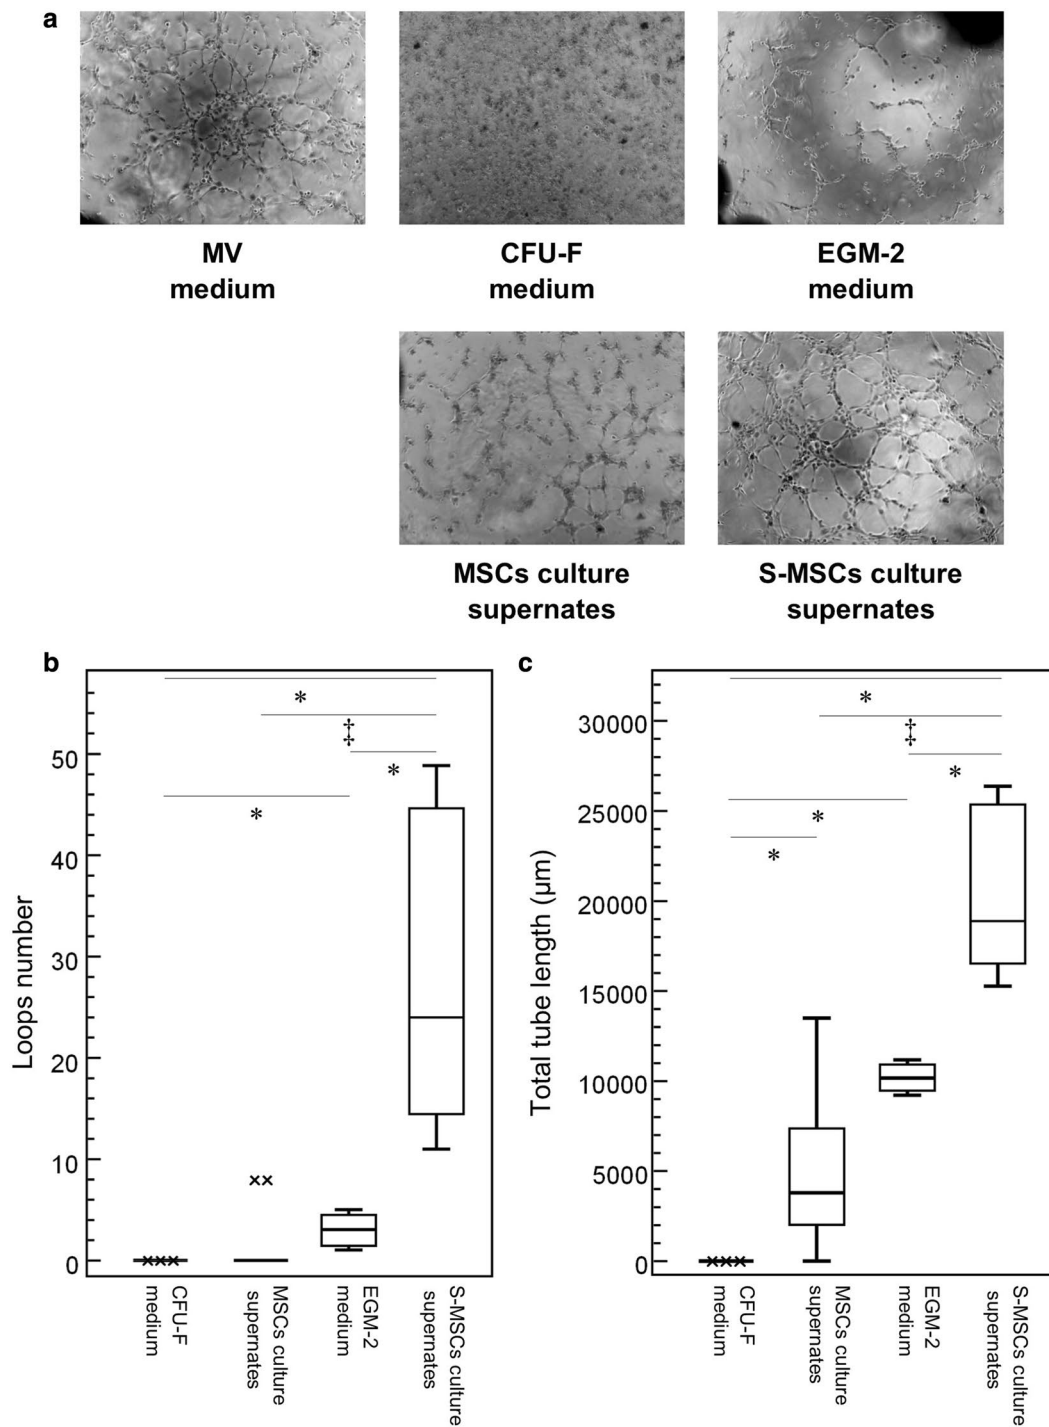 a
MV
medium
CFU-F
medium
EGM-2
medium
MSCs culture
supernates
S-MSCs culture
supernates
b
*
‡
*
*
50
40
30
20
10
0
Loops number
CFU-F
medium
MSCs culture
supernates
EGM-2
medium
S-MSCs culture
supernates
c
*
‡
*
*
*
30000
25000
20000
15000
10000
5000
0
Total tube length (µm)
CFU-F
medium
MSCs culture
supernates
EGM-2
medium
S-MSCs culture
supernates